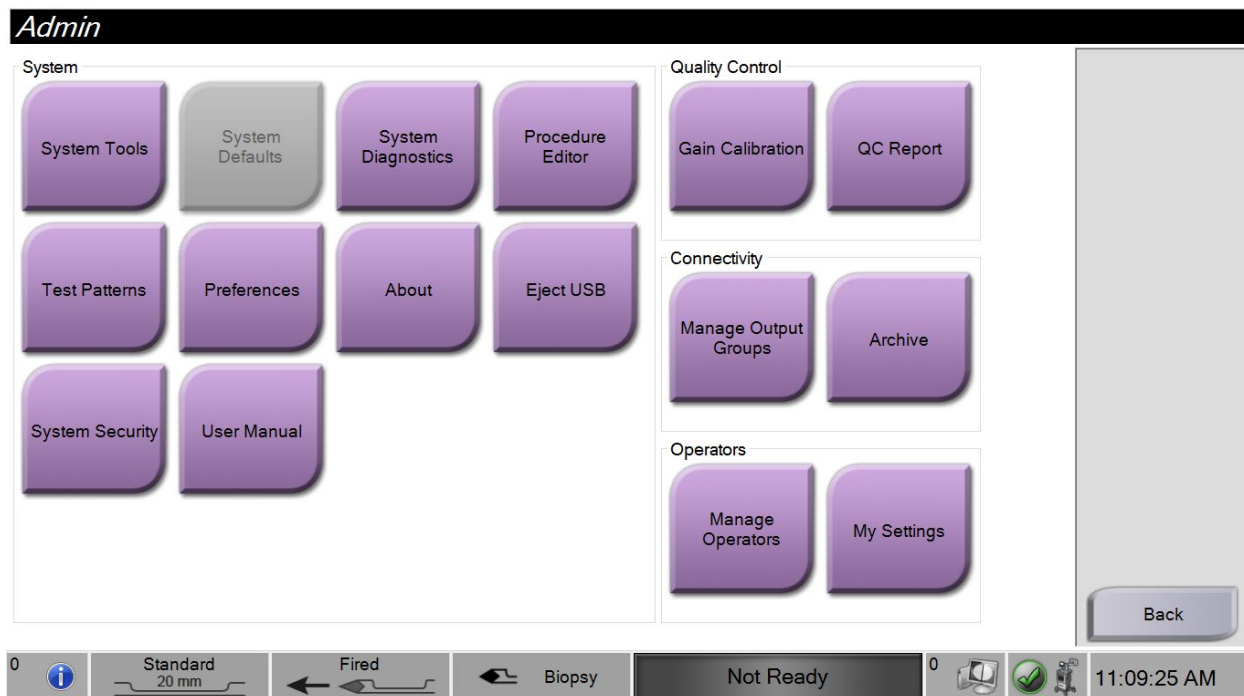 Admin
System
System Tools
System
Defaults
System
Diagnostics
Procedure
Editor
Test Patterns
Preferences
About
Eject USB
System Security
User Manual
Quality Control
Gain Calibration
QC Report
Connectivity
Manage Output
Groups
Archive
Operators
Manage
Operators
My Settings
Back
0
Standard
20 mm
Fired
Biopsy
Not Ready
0
11:09:25 AM